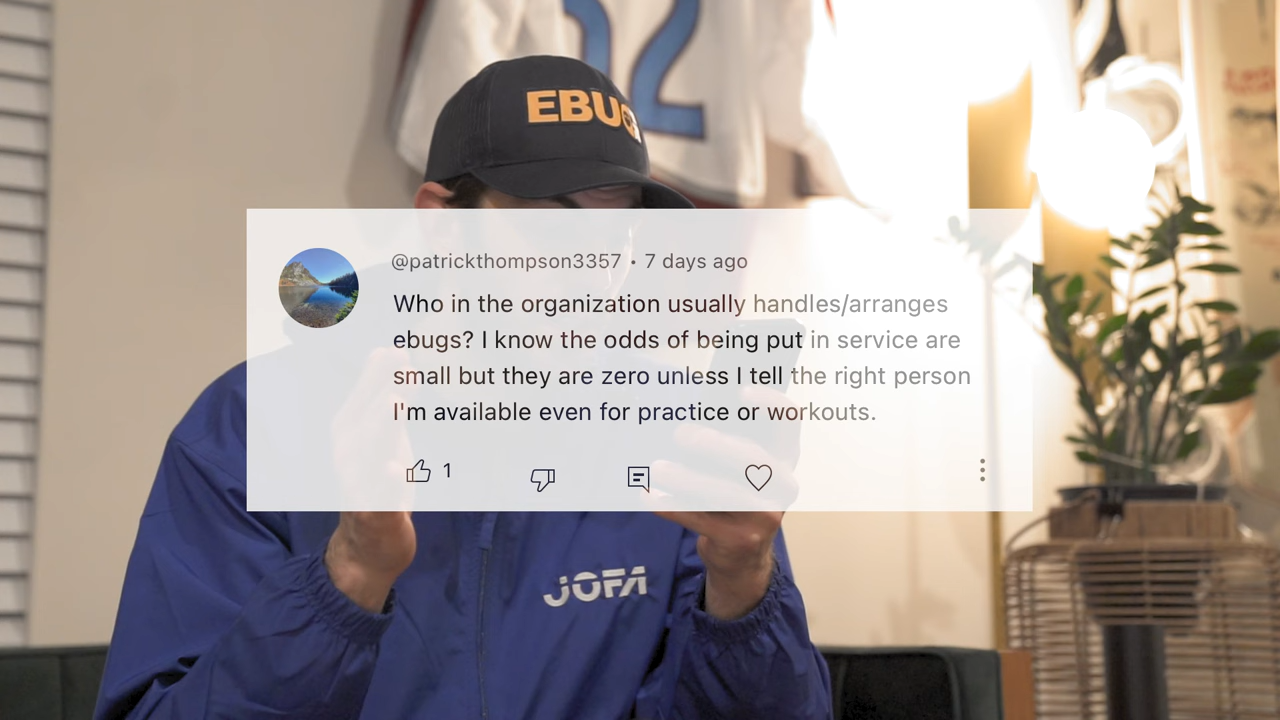 52
EBUG
@patrickthompson3357 • 7 days ago
Who in the organization usually handles/arranges
ebugs? I know the odds of being put in service are
small but they are zero unless I tell the right person
I'm available even for practice or workouts.
1
JOFA